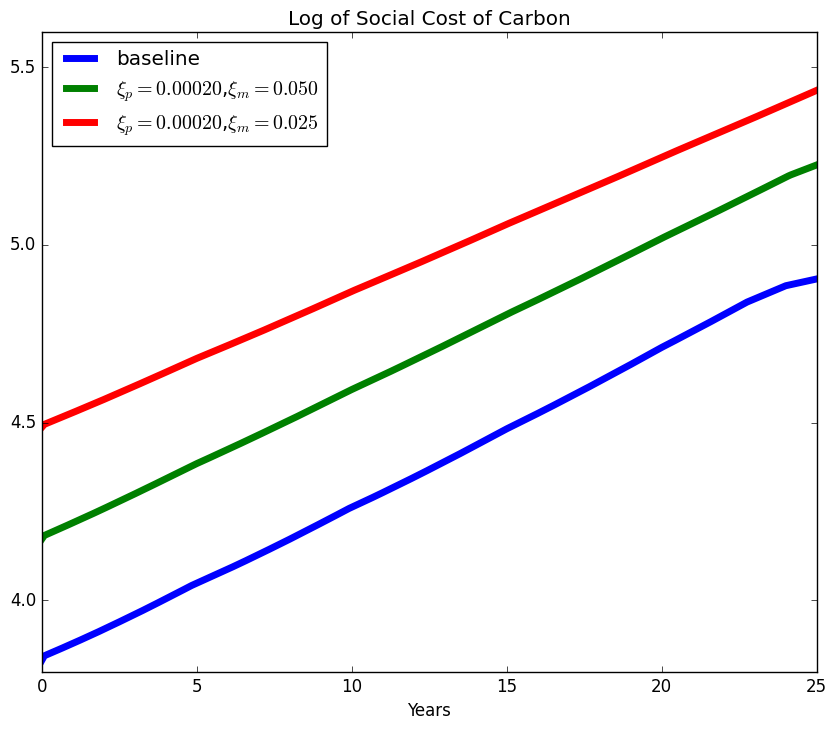 Log of Social Cost of Carbon
baseline
ξp = 0.00020,ξm = 0.050
ξp = 0.00020,ξm = 0.025
5.5
5.0
4.5
4.0
0 5 10 15 20 25
Years